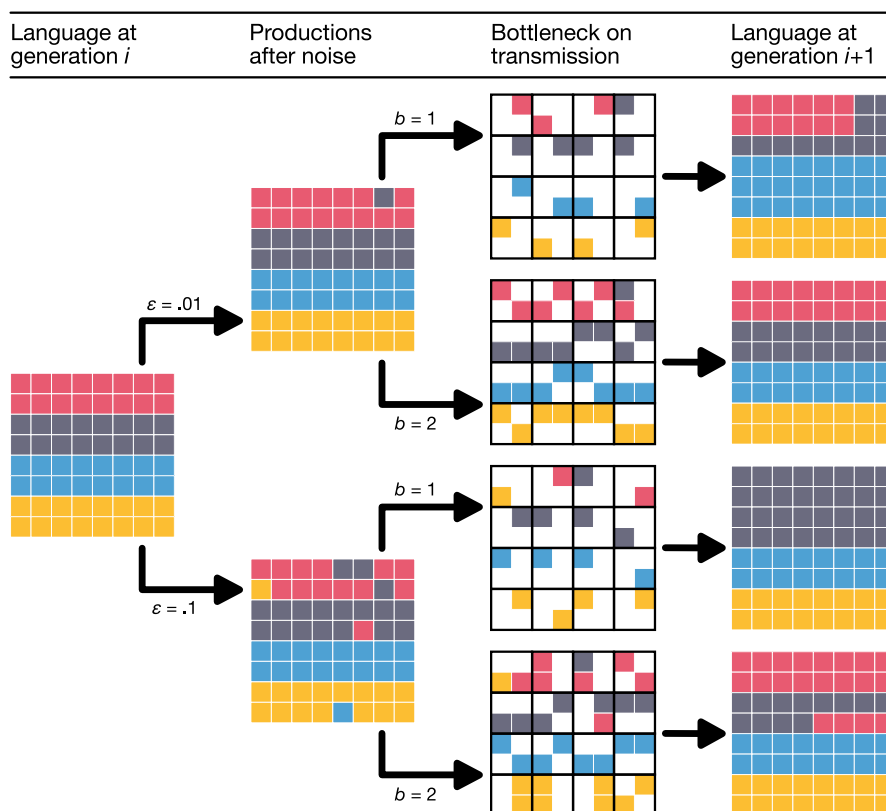 Language at
generation i
Productions
after noise
Bottleneck on
transmission
Language at
generation i+1
b = 1
ε = .01
b = 2
b = 1
ε = .1
b = 2